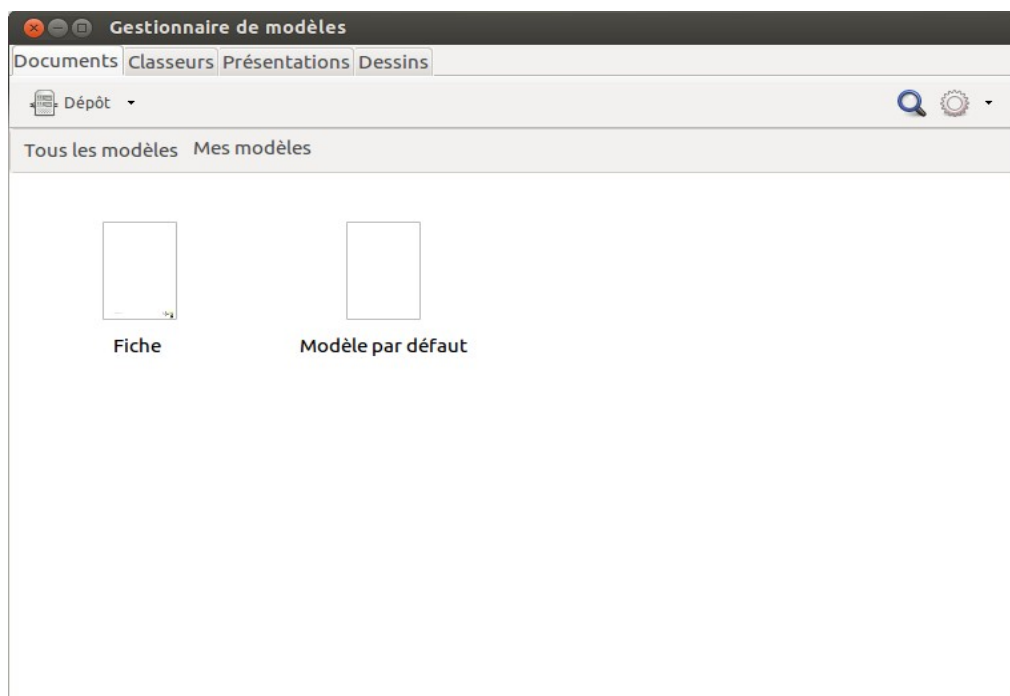 Gestionnaire de modèles
Documents Classeurs Présentations Dessins
Dépôt
Tous les modèles Mes modèles
Fiche Modèle par défaut